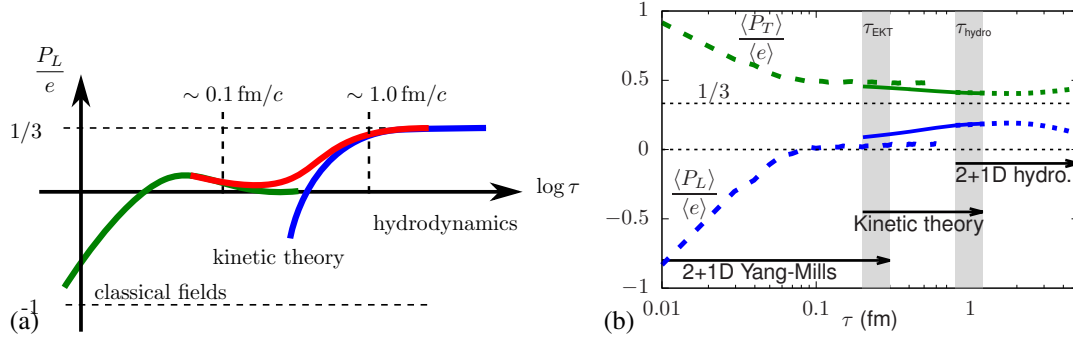 P_L
e
∼ 0.1 fm/c
∼ 1.0 fm/c
1/3
log τ
hydrodynamics
kinetic theory
classical fields
-1
(a)
1
0.5
0
−0.5
−1
⟨P_T⟩
⟨e⟩
τ_EKT
τ_hydro
1/3
⟨P_L⟩
⟨e⟩
2+1D hydro.
Kinetic theory
2+1D Yang-Mills
0.01
0.1
1
τ (fm)
(b)